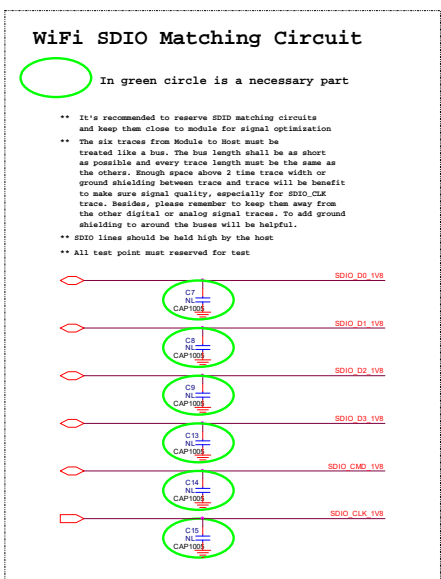 WiFi SDIO Matching Circuit
In green circle is a necessary part
** It's recommended to reserve SDID matching circuits
and keep them close to module for signal optimization
** The six traces from Module to Host must be
treated like a bus. The bus length shall be as short
as possible and every trace length must be the same as
the others. Enough space above 2 time trace width or
ground shielding between trace and trace will be benefit
to make sure signal quality, especially for SDIO_CLK
trace. Besides, please remember to keep them away from
the other digital or analog signal traces. To add ground
shielding to around the buses will be helpful.
** SDIO lines should be held high by the host
** All test point must reserved for test
SDIO_D0_1V8
C7
NL
CAP1005
SDIO_D1_1V8
C8
NL
CAP1005
SDIO_D2_1V8
C9
NL
CAP1005
SDIO_D3_1V8
C13
NL
CAP1005
SDIO_CMD_1V8
C14
NL
CAP1005
SDIO_CLK_1V8
C15
NL
CAP1005